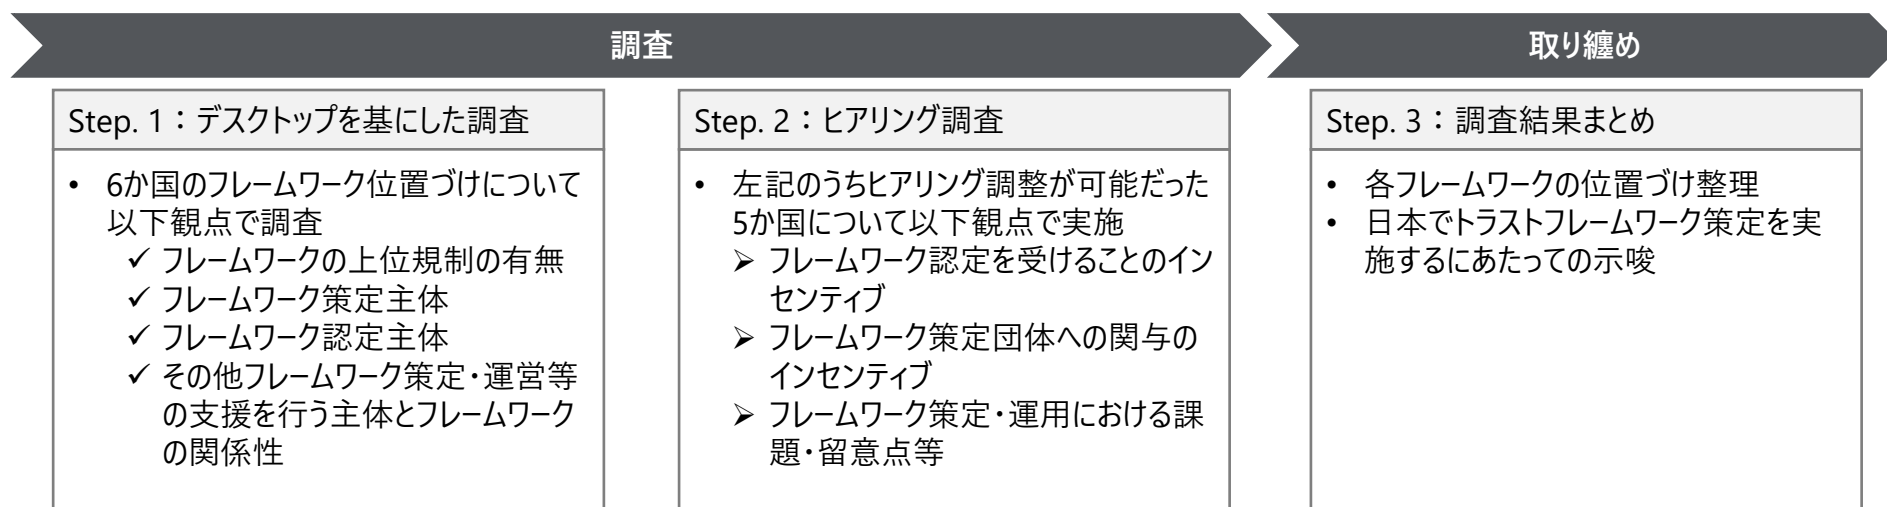 調査
取り纏め
Step. 1：デスクトップを基にした調査
• 6か国のフレームワーク位置づけについて
以下観点で調査
✓ フレームワークの上位規制の有無
✓ フレームワーク策定主体
✓ フレームワーク認定主体
✓ その他フレームワーク策定・運営等
の支援を行う主体とフレームワーク
の関係性
Step. 2：ヒアリング調査
• 左記のうちヒアリング調整が可能だった
5か国について以下観点で実施
➢ フレームワーク認定を受けることのイン
センティブ
➢ フレームワーク策定団体への関与の
インセンティブ
➢ フレームワーク策定・運用における課
題・留意点等
Step. 3：調査結果まとめ
• 各フレームワークの位置づけ整理
• 日本でトラストフレームワーク策定を実
施するにあたっての示唆